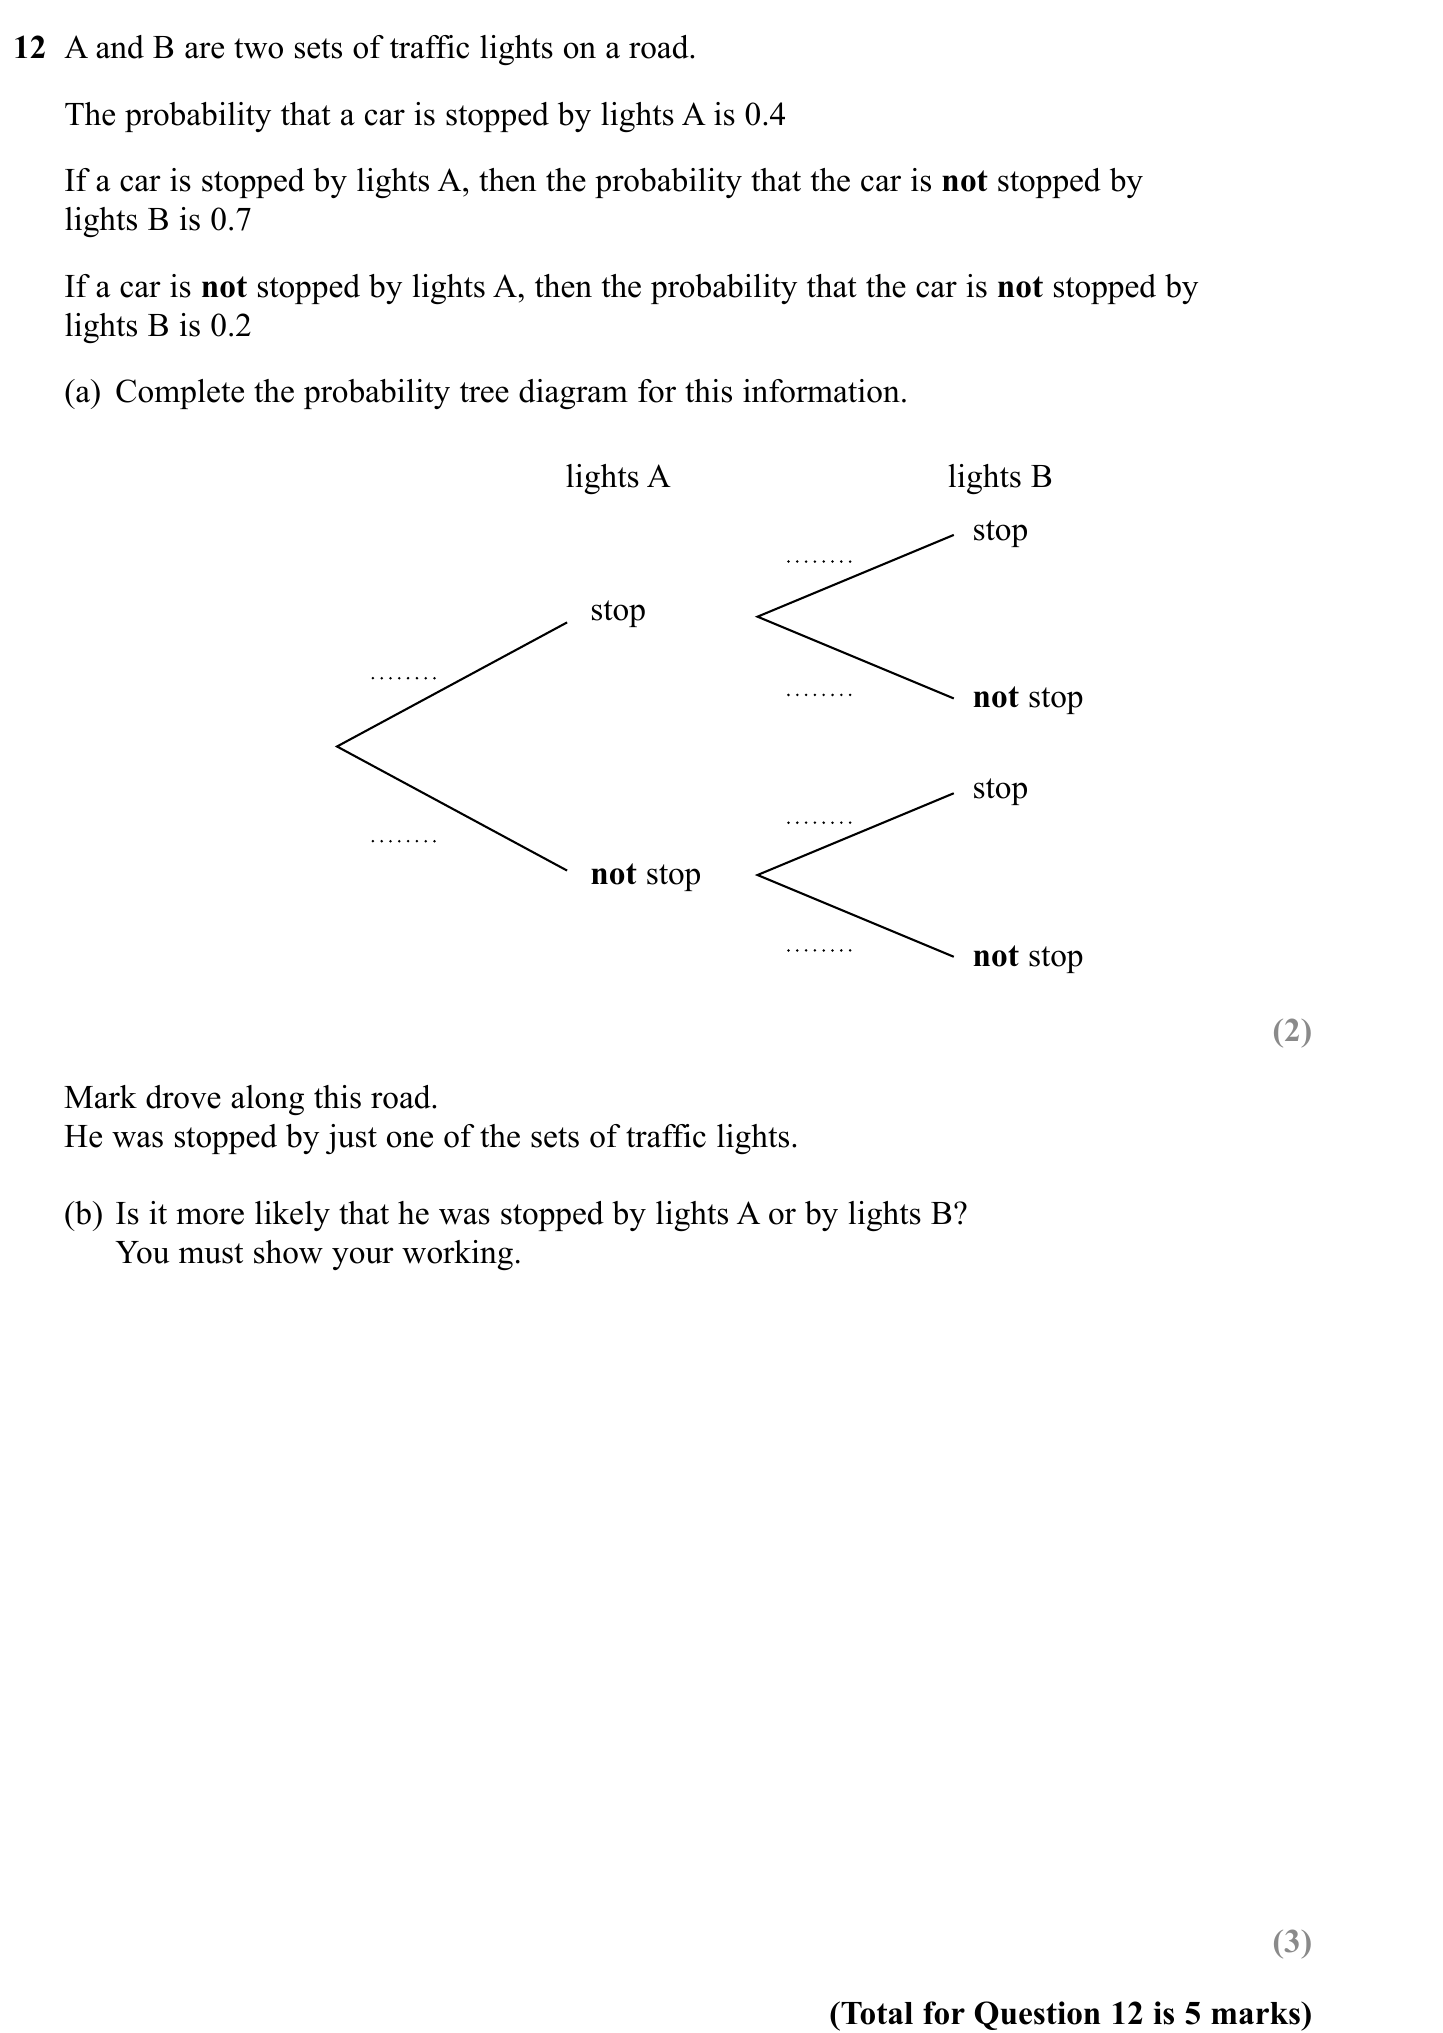 12 A and B are two sets of traffic lights on a road.
The probability that a car is stopped by lights A is 0.4
If a car is stopped by lights A, then the probability that the car is not stopped by
lights B is 0.7
If a car is not stopped by lights A, then the probability that the car is not stopped by
lights B is 0.2
(a) Complete the probability tree diagram for this information.
lights A lights B
stop
........
stop
........
........ not stop
stop
........
........
not stop
........ not stop
(2)
Mark drove along this road.
He was stopped by just one of the sets of traffic lights.
(b) Is it more likely that he was stopped by lights A or by lights B?
You must show your working.
(3)
(Total for Question 12 is 5 marks)